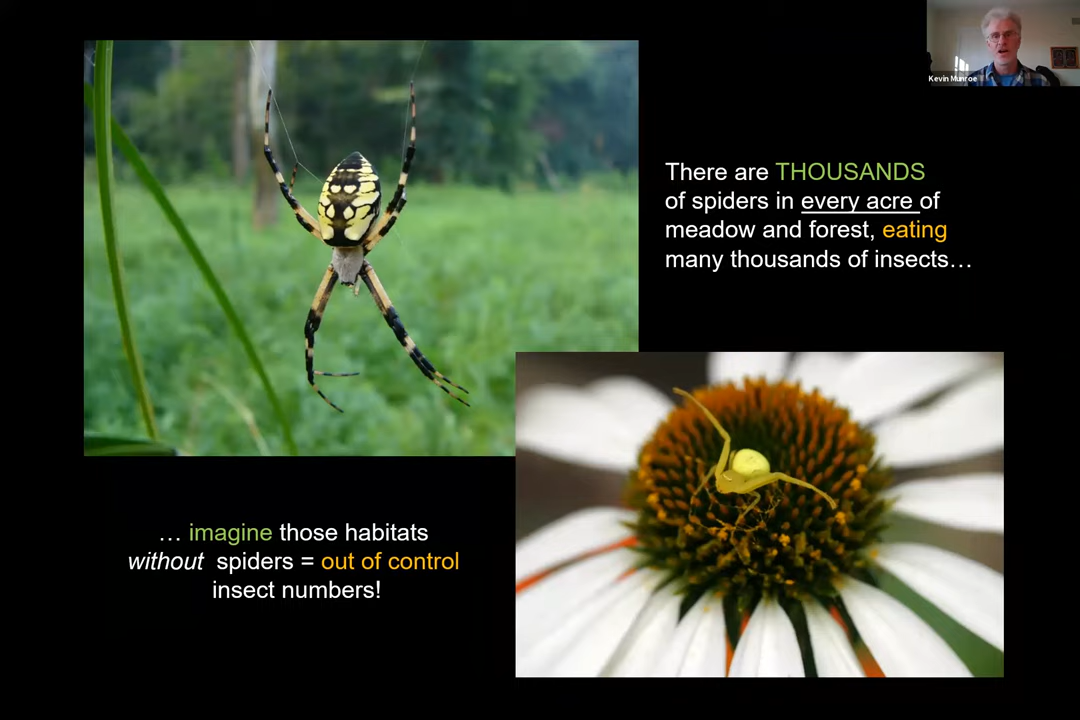 Kevin Munroe
There are THOUSANDS
of spiders in every acre of
meadow and forest, eating
many thousands of insects…
… imagine those habitats
without spiders = out of control
insect numbers!